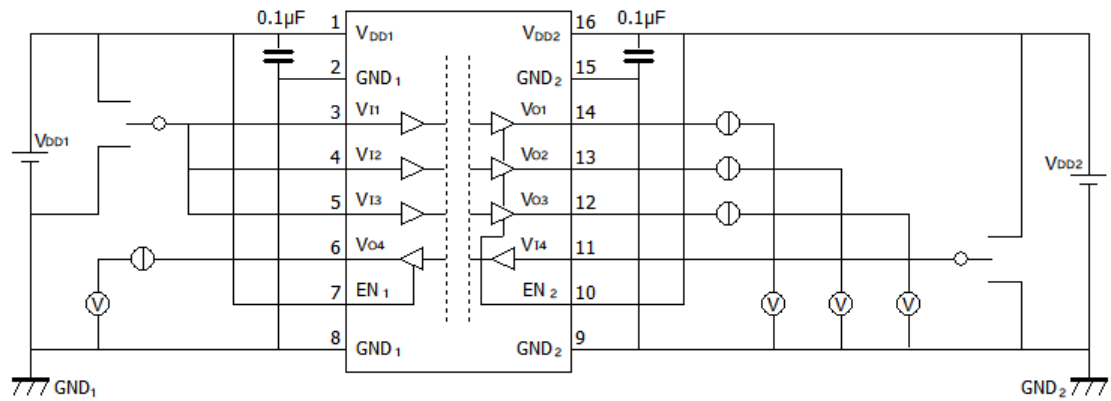 0.1µF 0.1µF
1 VDD1 VDD2 16
2 GND1 GND2 15
3 VI1 VO1 14
VDD1
4 VI2 VO2 13
VDD2
5 VI3 VO3 12
6 VO4 VI4 11
7 EN1 EN2 10
V V V V
8 GND1 GND2 9
GND1 GND2